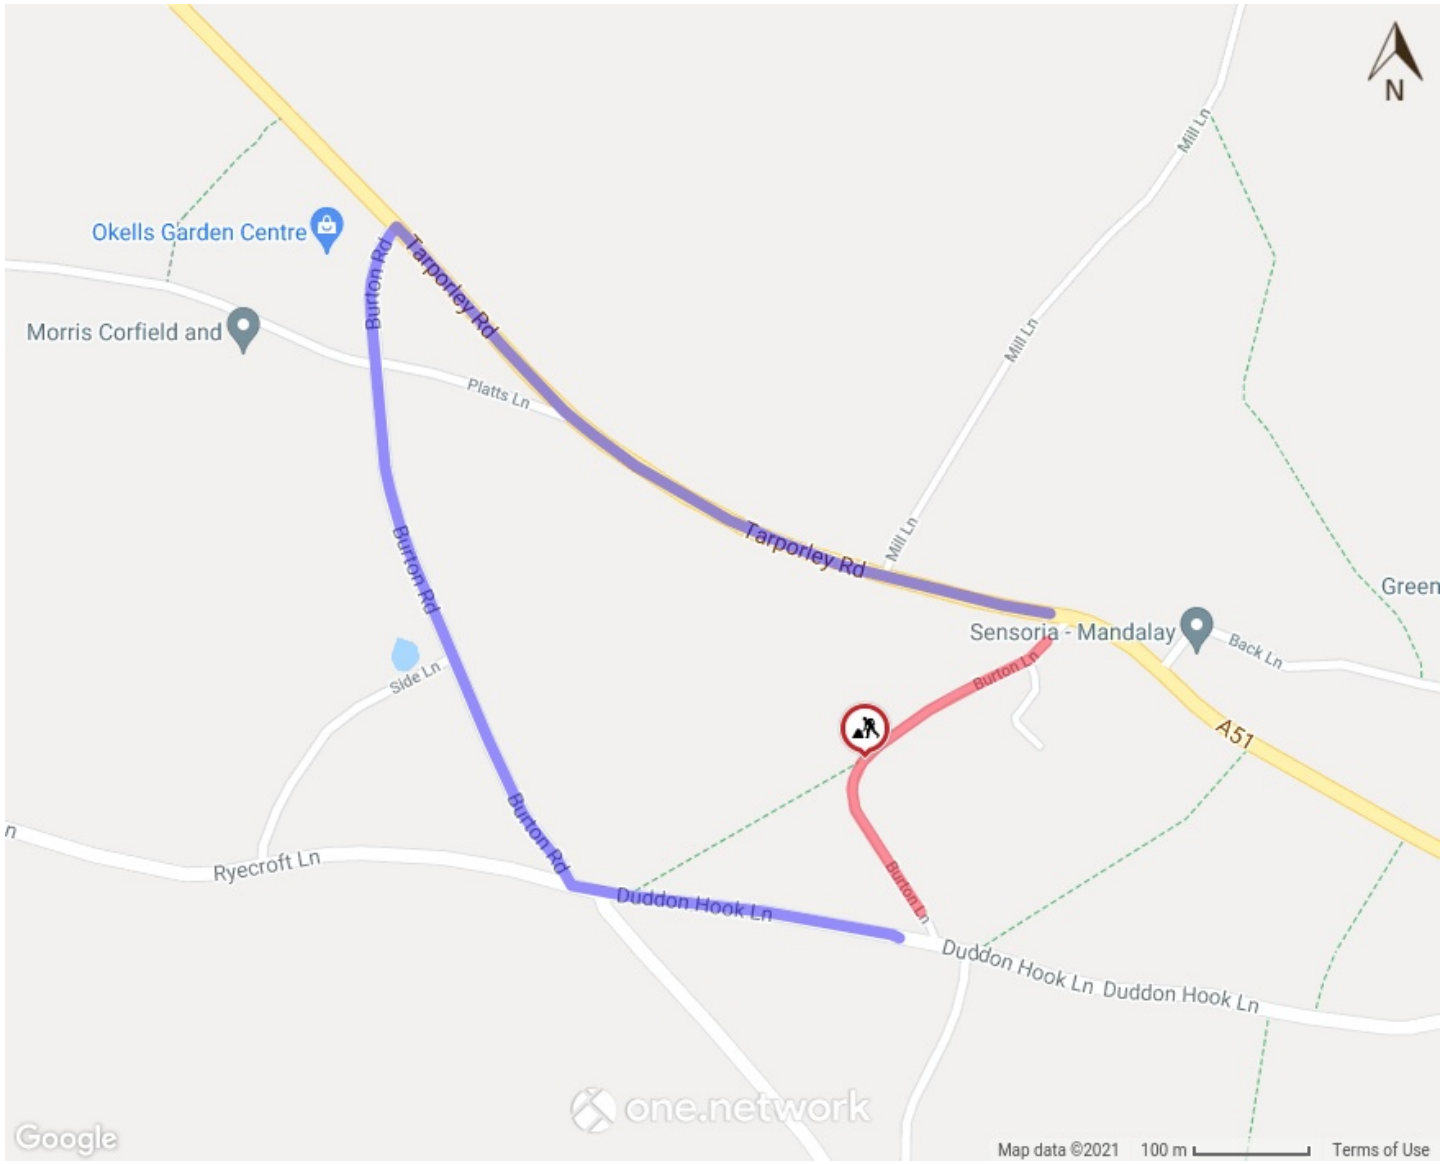 N
Mill Ln
Okells Garden Centre
Burton Rd
Tarporley Rd
Morris Corfield and
Mill Ln
Platts Ln
Mill Ln
Tarporley Rd
Burton Rd
Green
Sensoria - Mandalay
Back Ln
Burton Ln
Side Ln
A51
Burton Rd
n
Ryecroft Ln
Burton Ln
Duddon Hook Ln
Duddon Hook Ln
Duddon Hook Ln
one.network
Google
Map data ©2021
100 m
Terms of Use